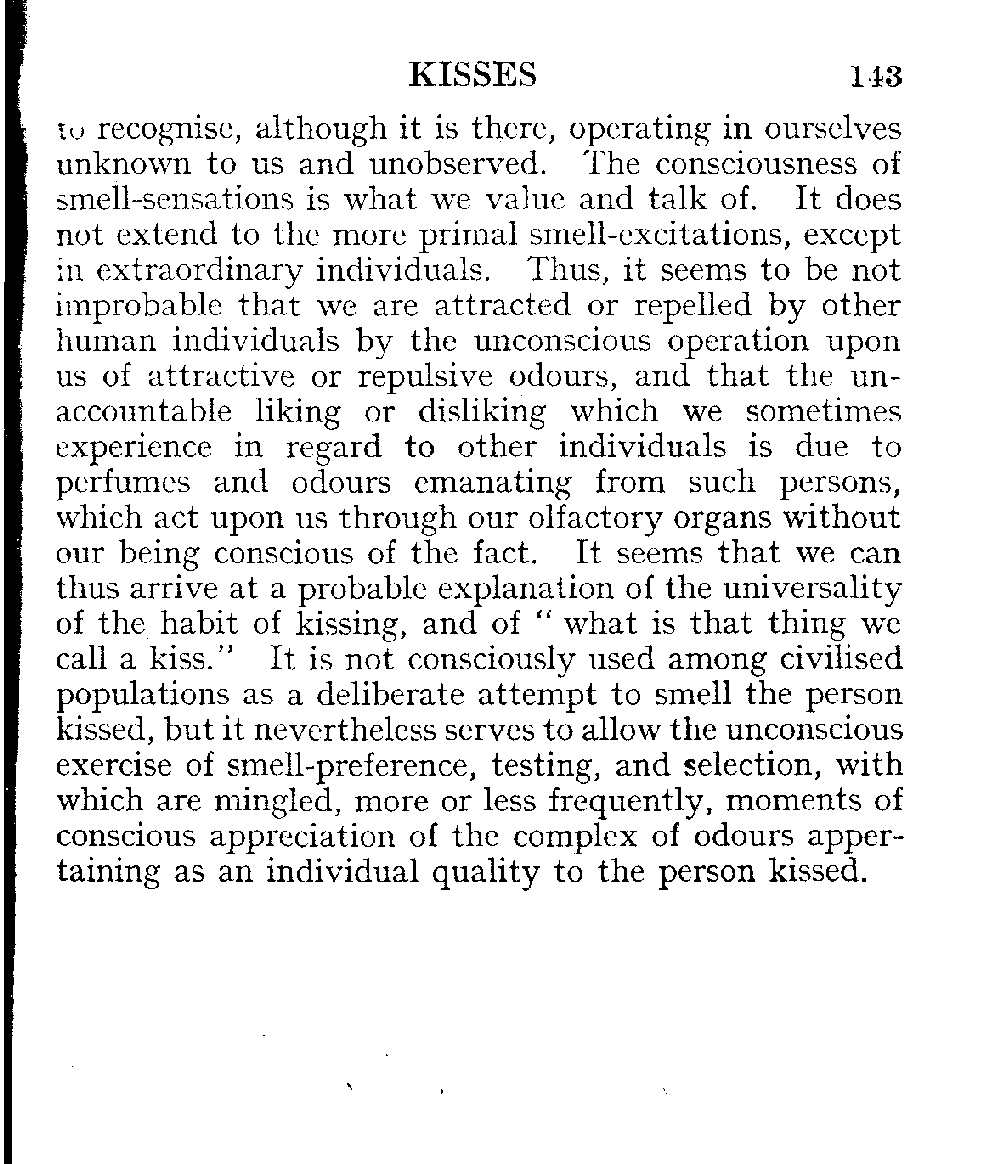 KISSES 143
to recognise, although it is there, operating in ourselves
unknown to us and unobserved. The consciousness of
smell-sensations is what we value and talk of. It does
not extend to the more primal smell-excitations, except
in extraordinary individuals. Thus, it seems to be not
improbable that we are attracted or repelled by other
human individuals by the unconscious operation upon
us of attractive or repulsive odours, and that the un-
accountable liking or disliking which we sometimes
experience in regard to other individuals is due to
perfumes and odours emanating from such persons,
which act upon us through our olfactory organs without
our being conscious of the fact. It seems that we can
thus arrive at a probable explanation of the universality
of the habit of kissing, and of “ what is that thing we
call a kiss.” It is not consciously used among civilised
populations as a deliberate attempt to smell the person
kissed, but it nevertheless serves to allow the unconscious
exercise of smell-preference, testing, and selection, with
which are mingled, more or less frequently, moments of
conscious appreciation of the complex of odours apper-
taining as an individual quality to the person kissed.